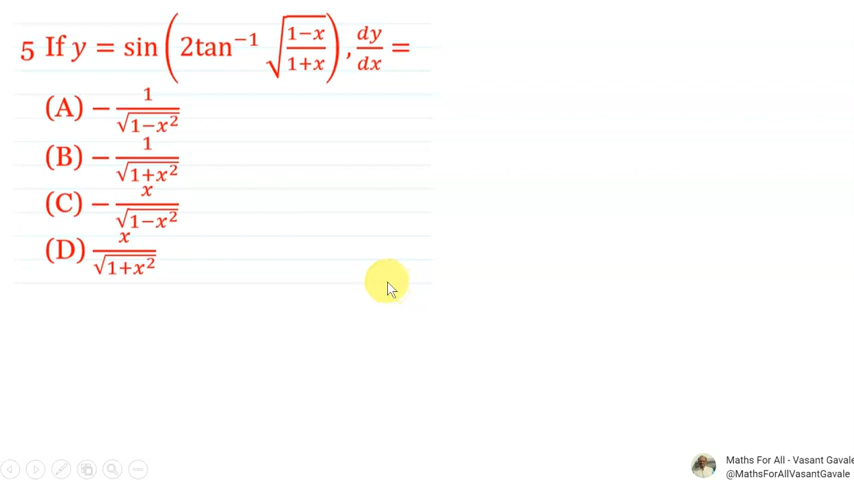 5 If y = sin (2tan⁻¹ √((1−x)/(1+x))), dy/dx =
(A) − 1/√(1−x²)
(B) − 1/√(1+x²)
(C) − x/√(1−x²)
(D) x/√(1+x²)
Maths For All - Vasant Gavale
@MathsForAllVasantGavale